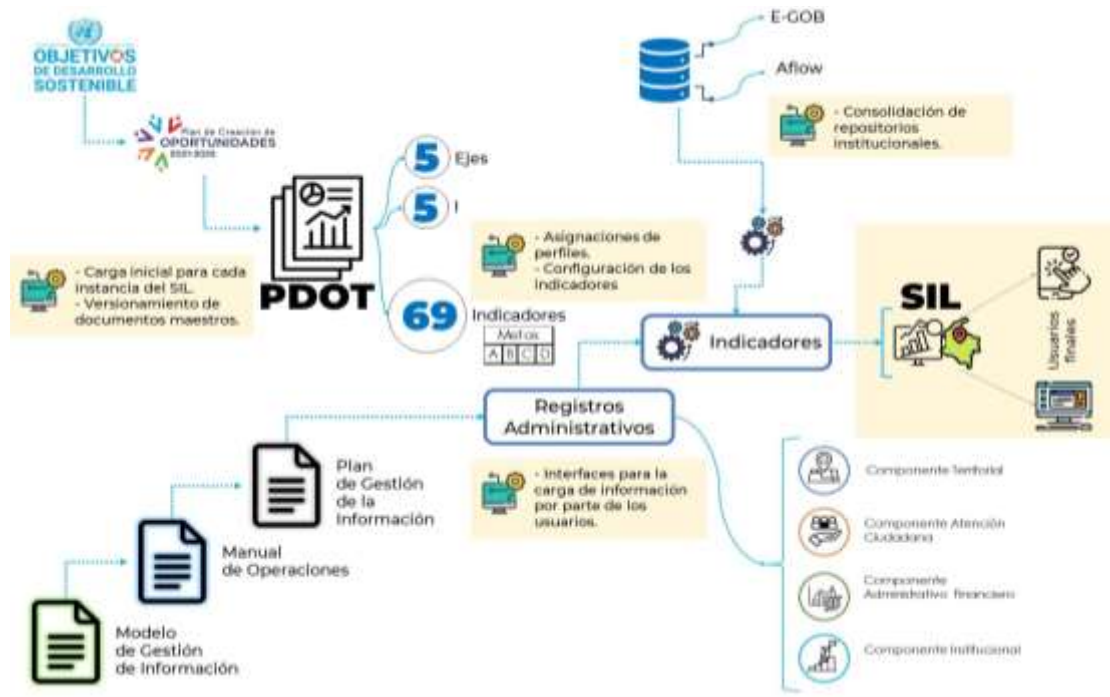 OBJETIVOS
DE DESARROLLO
SOSTENIBLE
Plan de Creación de
OPORTUNIDADES
5
Ejes
5
I
69
Indicadores
Metas
A B C D
PDOT
- Carga inicial para cada
instancia del SIL.
- Versionamiento de
documentos maestros.
- Asignaciones de
perfiles.
- Configuración de los
Indicadores
E-GOB
Aflow
- Consolidación de
repositorios
institucionales.
Indicadores
SIL
Usuarios
finales
Registros
Administrativos
- Interfaces para la
carga de información
por parte de los
usuarios.
Plan
de Gestión
de la
Información
Manual
de Operaciones
Modelo
de Gestión
de Información
Componente Territorial
Componente Atención
Ciudadana
Componente
Administrativo Financiero
Componente Institucional